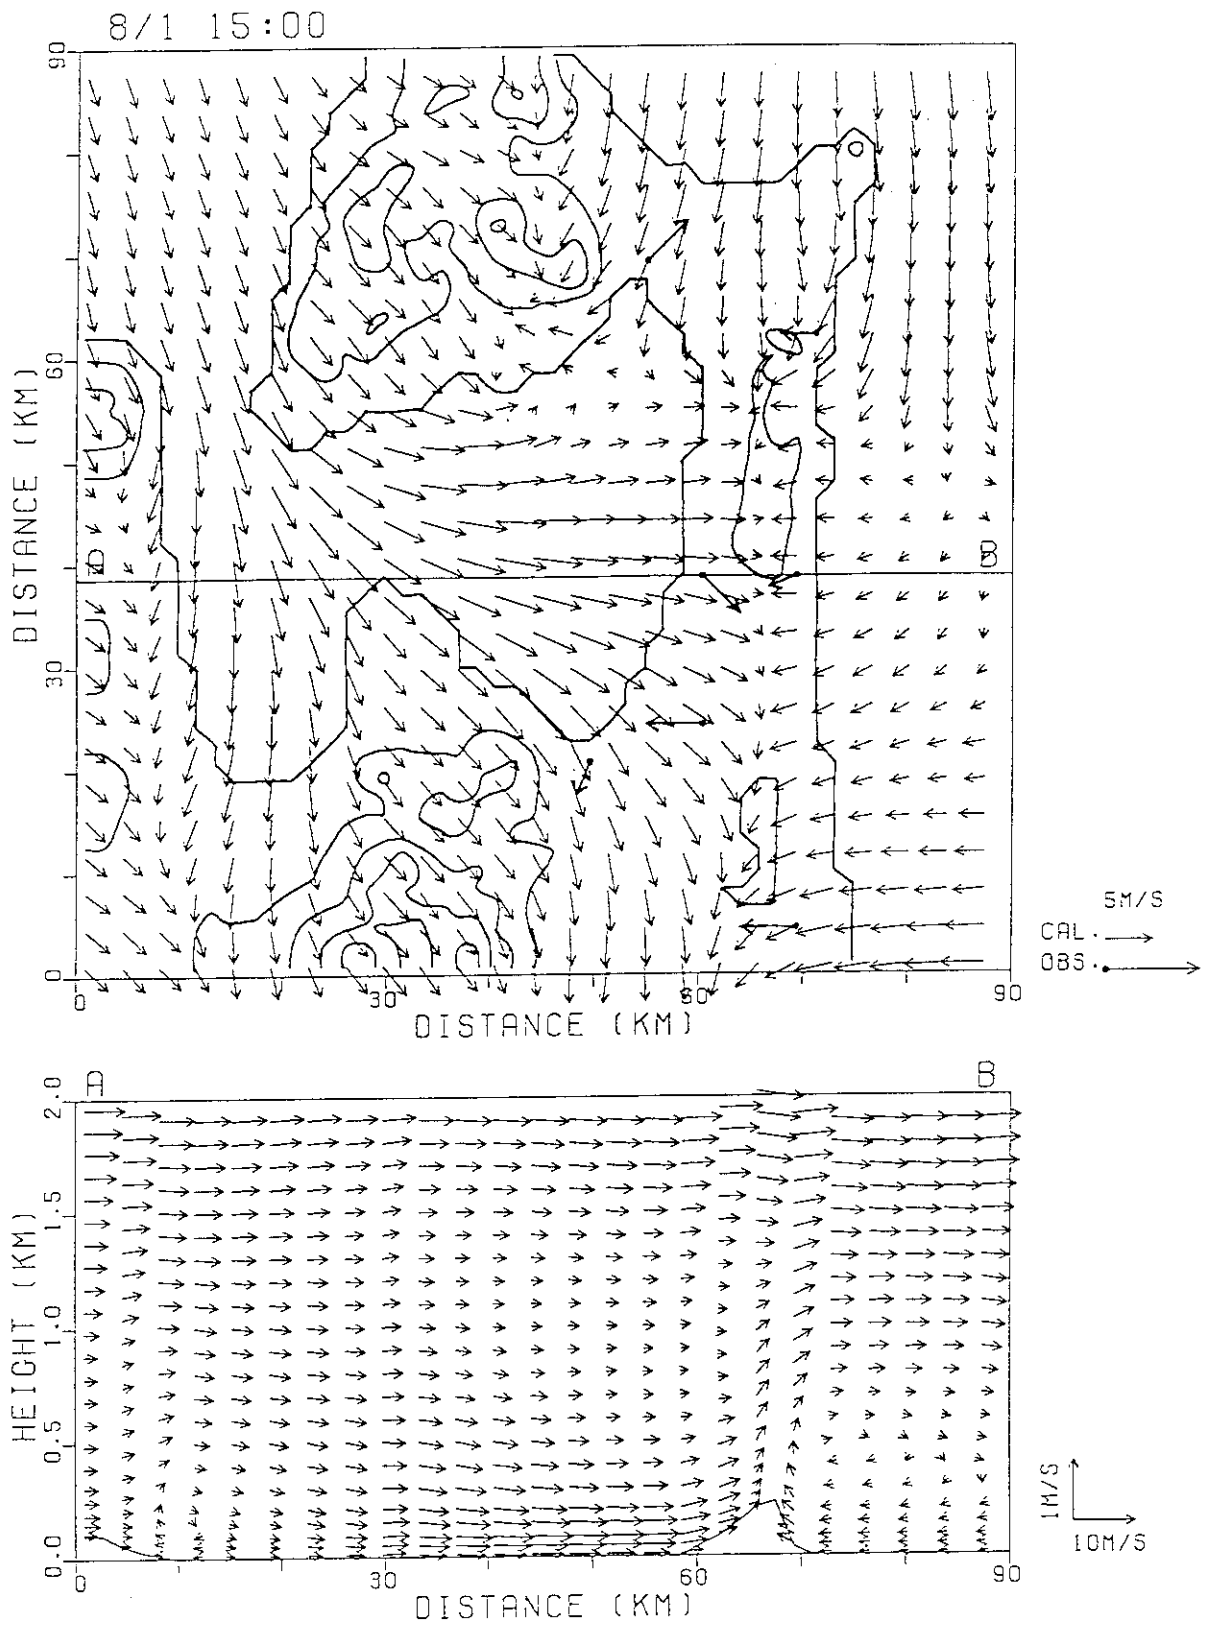 8/1 15:00
90
60
30
0
DISTANCE (KM)
A
B
0
30
60
90
DISTANCE (KM)
5M/S
CAL.
OBS.
A
B
2.0
1.5
1.0
0.5
0.0
HEIGHT (KM)
0
30
60
90
DISTANCE (KM)
1M/S
10M/S